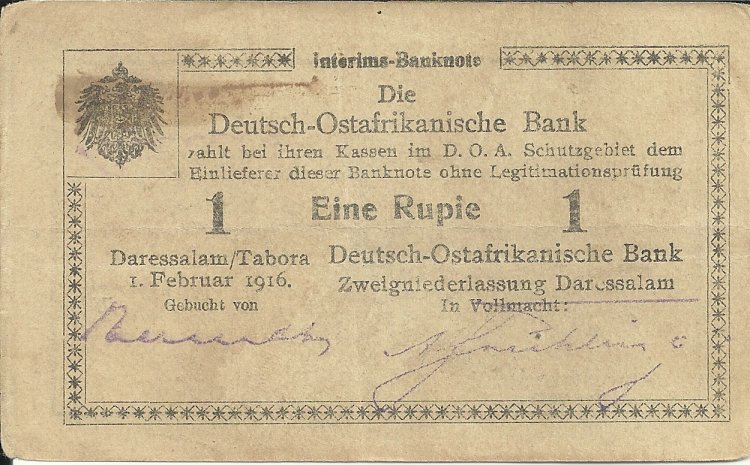 Interims-Banknote
Die
Deutsch-Ostafrikanische Bank
zahlt bei ihren Kassen im D. O. A. Schutzgebiet dem
Einlieferer dieser Banknote ohne Legitimationsprüfung
1 Eine Rupie 1
Daressalam/Tabora
1. Februar 1916.
Gebucht von
Deutsch-Ostafrikanische Bank
Zweigniederlassung Daressalam
In Vollmacht: